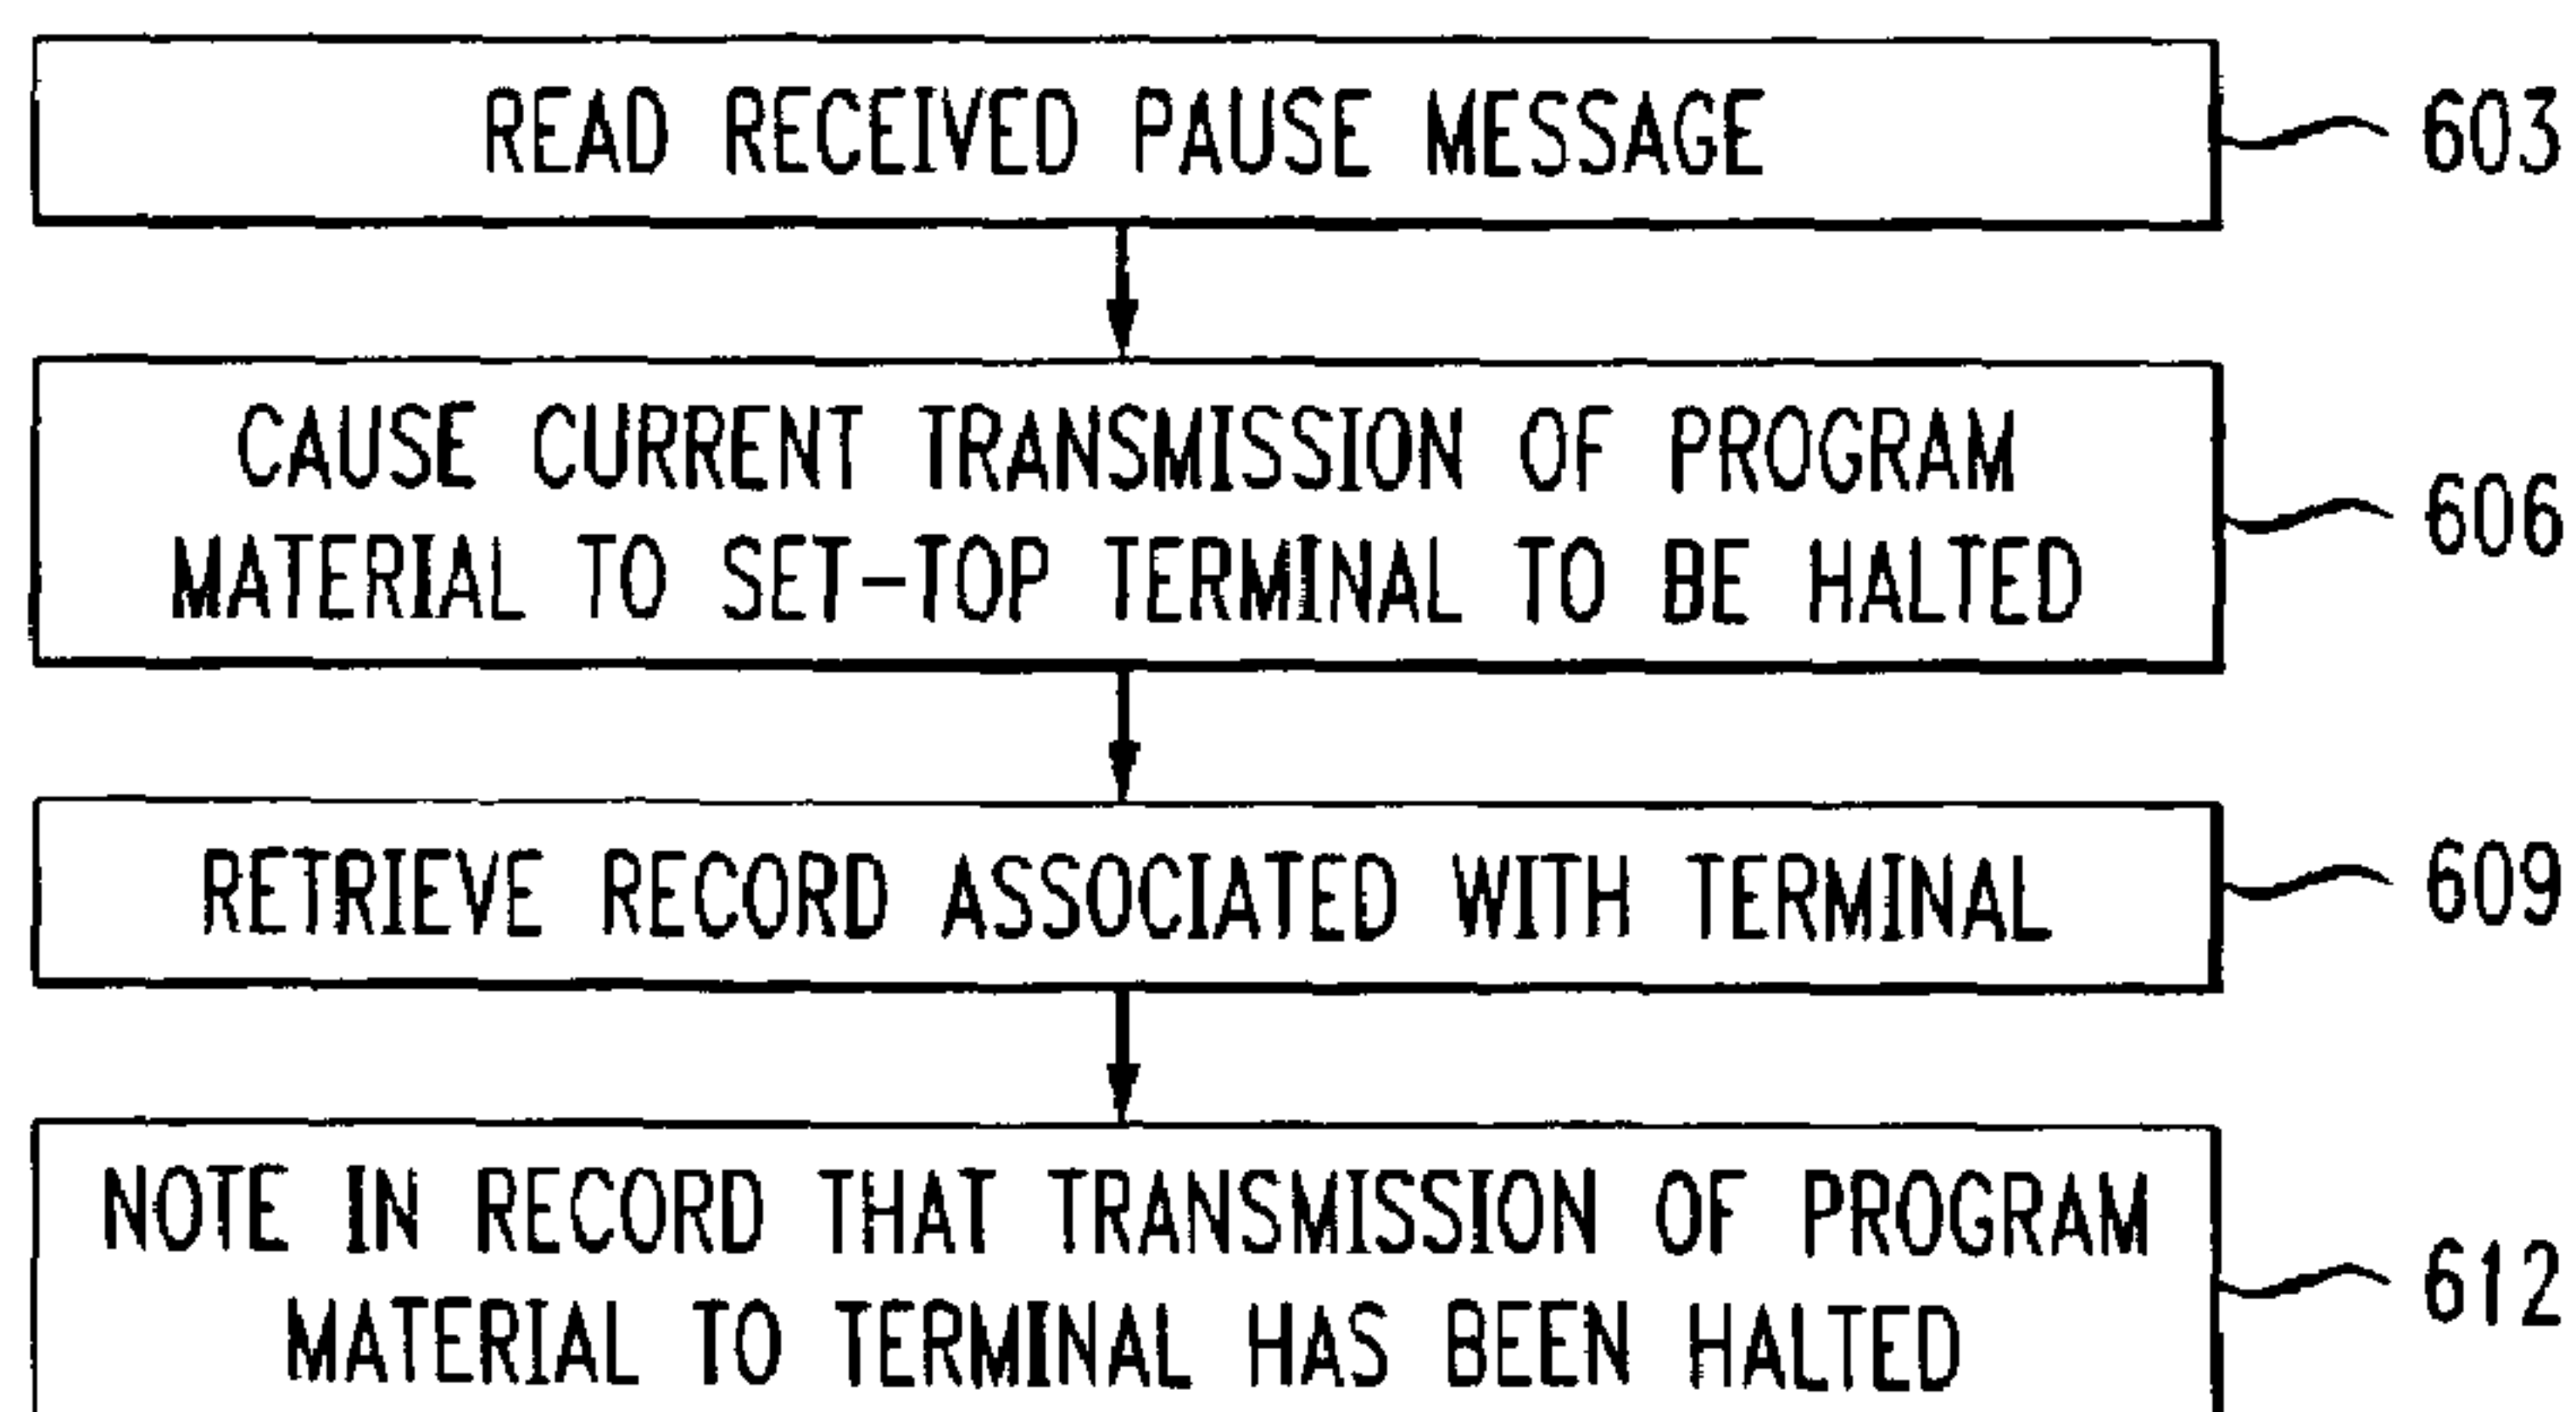 READ RECEIVED PAUSE MESSAGE
603
CAUSE CURRENT TRANSMISSION OF PROGRAM
MATERIAL TO SET-TOP TERMINAL TO BE HALTED
606
RETRIEVE RECORD ASSOCIATED WITH TERMINAL
609
NOTE IN RECORD THAT TRANSMISSION OF PROGRAM
MATERIAL TO TERMINAL HAS BEEN HALTED
612